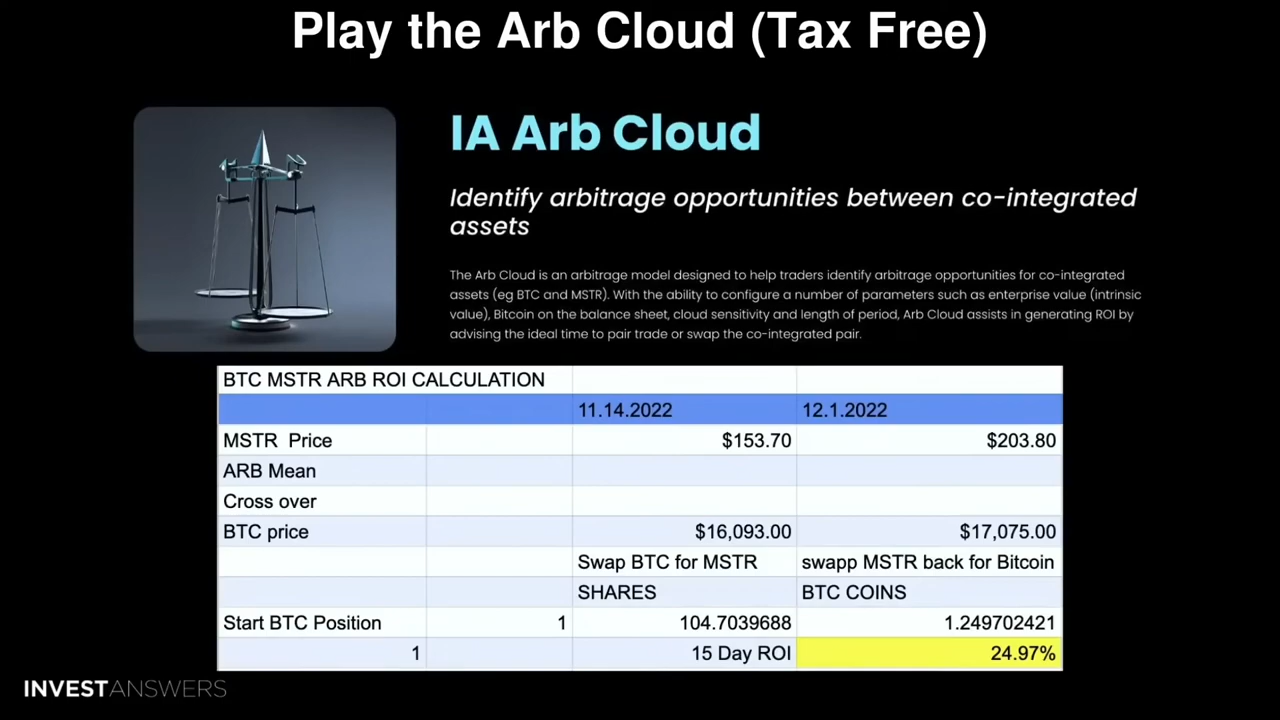 Play the Arb Cloud (Tax Free)
IA Arb Cloud
Identify arbitrage opportunities between co-integrated
assets
The Arb Cloud is an arbitrage model designed to help traders identify arbitrage opportunities for co-integrated
assets (eg BTC and MSTR). With the ability to configure a number of parameters such as enterprise value (intrinsic
value), Bitcoin on the balance sheet, cloud sensitivity and length of period, Arb Cloud assists in generating ROI by
advising the ideal time to pair trade or swap the co-integrated pair.
BTC MSTR ARB ROI CALCULATION
11.14.2022 12.1.2022
MSTR Price $153.70 $203.80
ARB Mean
Cross over
BTC price $16,093.00 $17,075.00
Swap BTC for MSTR swapp MSTR back for Bitcoin
SHARES BTC COINS
Start BTC Position 1 104.7039688 1.249702421
1 15 Day ROI 24.97%
INVESTANSWERS